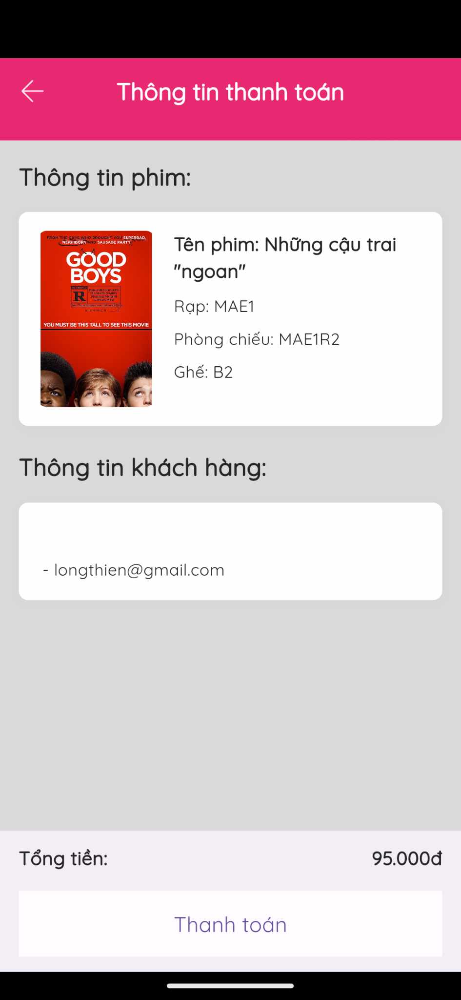 Thông tin thanh toán
Thông tin phim:
FROM THE GUYS WHO BROUGHT YOU SUPERBAD,
NEIGHBORS AND SAUSAGE PARTY
GOOD
BOYS
RESTRICTED
R
SUMMER
YOU MUST BE THIS TALL TO SEE THIS MOVIE
Tên phim: Những cậu trai
"ngoan"
Rạp: MAE1
Phòng chiếu: MAE1R2
Ghế: B2
Thông tin khách hàng:
- longthien@gmail.com
Tổng tiền:
95.000đ
Thanh toán